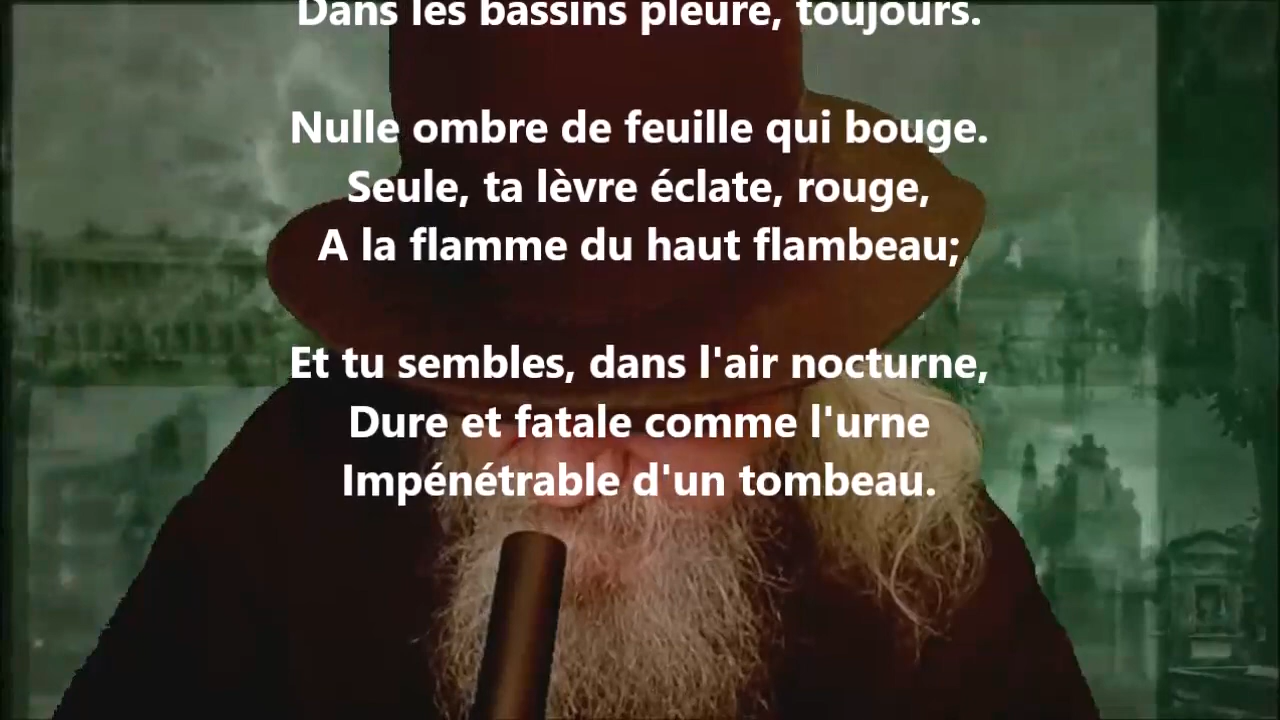 Dans les bassins pleure, toujours.
Nulle ombre de feuille qui bouge.
Seule, ta lèvre éclate, rouge,
A la flamme du haut flambeau;
Et tu sembles, dans l'air nocturne,
Dure et fatale comme l'urne
Impénétrable d'un tombeau.